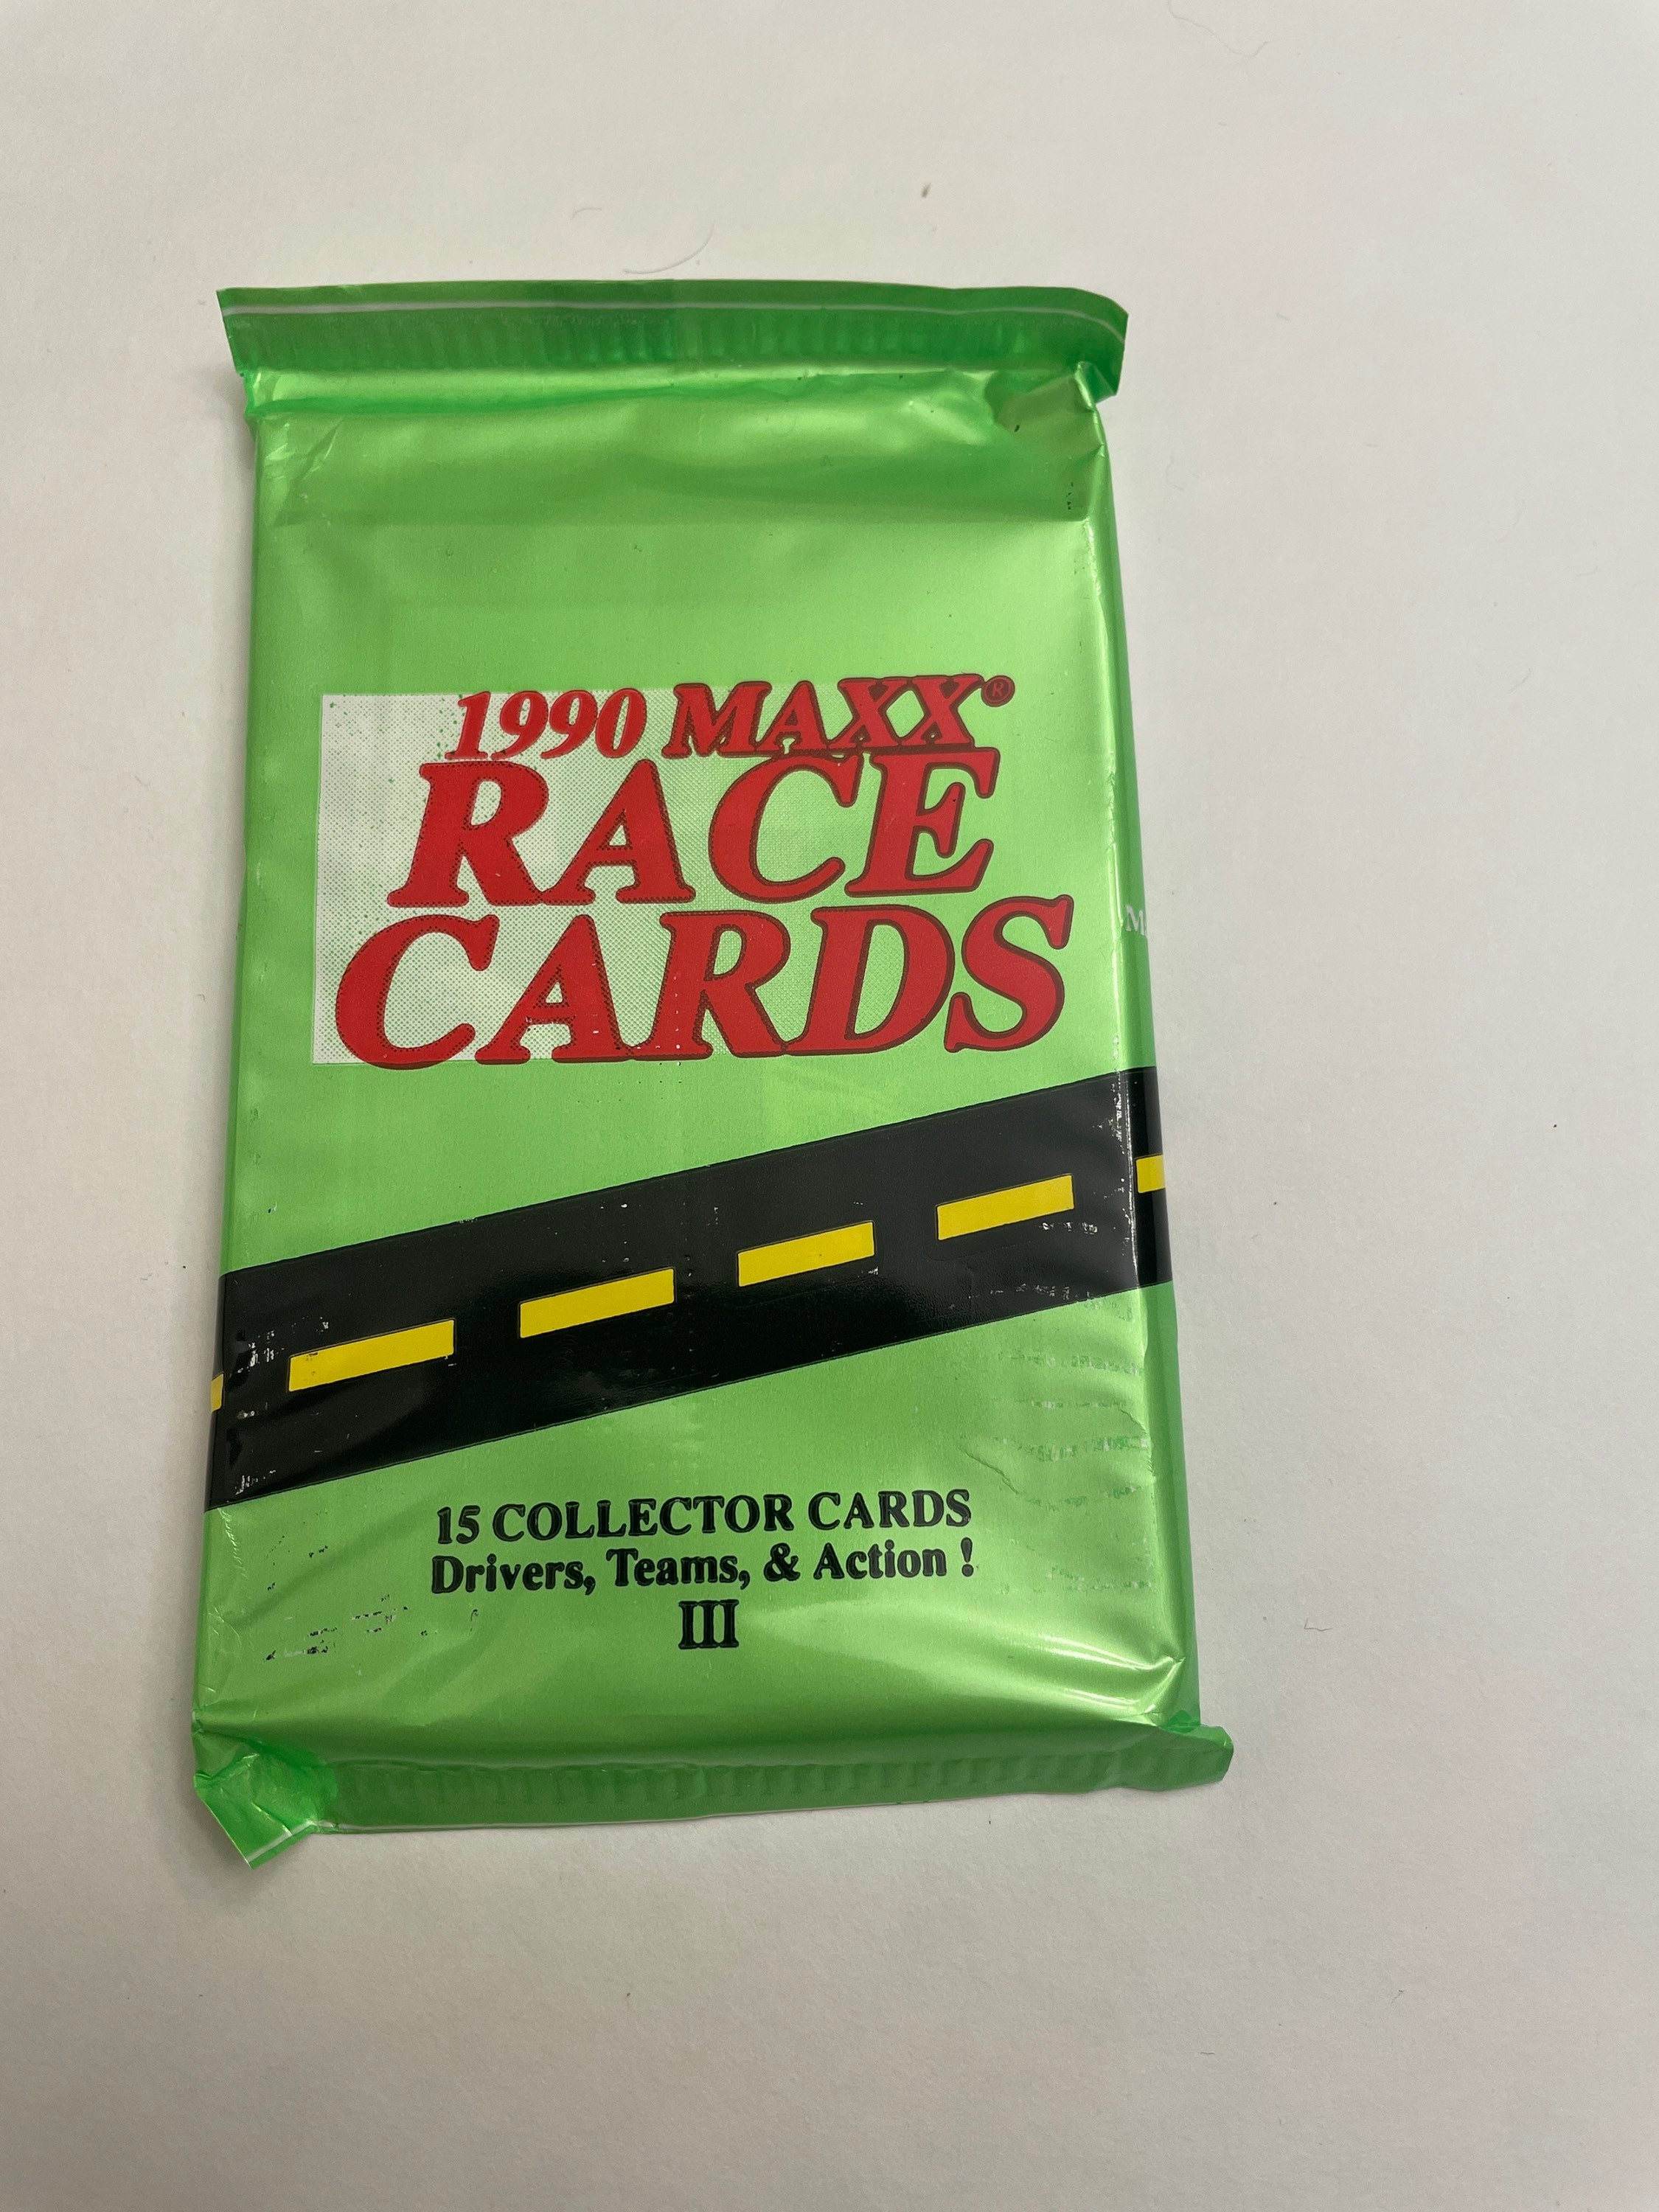 1990 MAXX®
RACE
CARDS
15 COLLECTOR CARDS
Drivers, Teams, & Action !
III